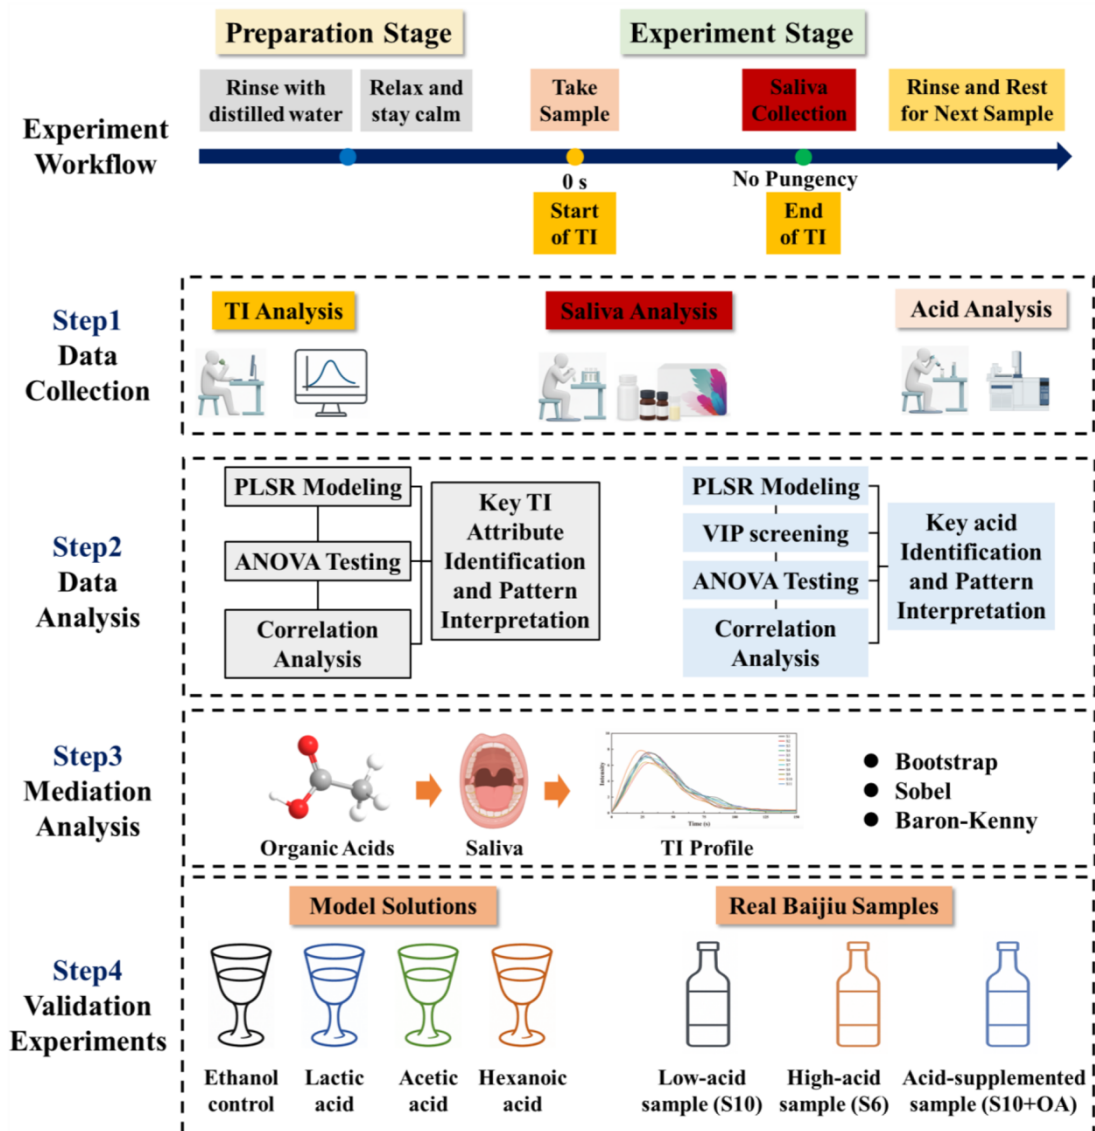 Preparation Stage
Experiment Stage
Rinse with
distilled water
Relax and
stay calm
Take
Sample
Saliva
Collection
Rinse and Rest
for Next Sample
Experiment
Workflow
0 s
No Pungency
Start
of TI
End
of TI
Step1
Data
Collection
TI Analysis
Saliva Analysis
Acid Analysis
Step2
Data
Analysis
PLSR Modeling
ANOVA Testing
Correlation
Analysis
Key TI
Attribute
Identification
and Pattern
Interpretation
PLSR Modeling
VIP screening
ANOVA Testing
Correlation
Analysis
Key acid
Identification
and Pattern
Interpretation
Step3
Mediation
Analysis
Organic Acids
Saliva
Intensity
Time (s)
TI Profile
Bootstrap
Sobel
Baron-Kenny
Step4
Validation
Experiments
Model Solutions
Ethanol
control
Lactic
acid
Acetic
acid
Hexanoic
acid
Real Baijiu Samples
Low-acid
sample (S10)
High-acid
sample (S6)
Acid-supplemented
sample (S10+OA)